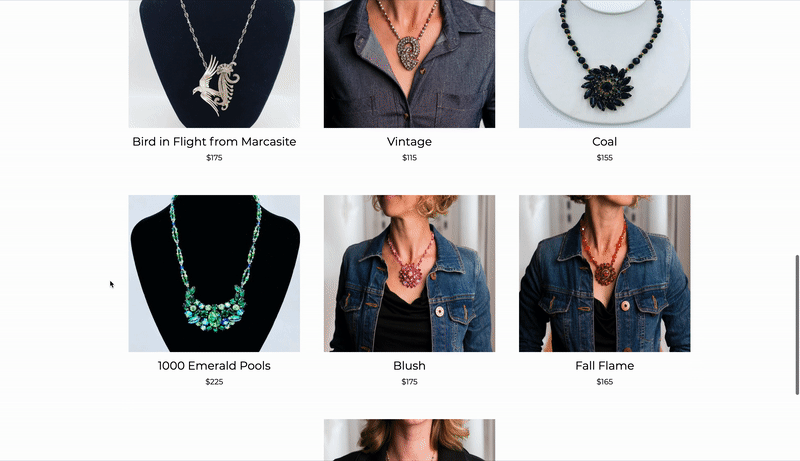 Bird in Flight from Marcasite
$175
Vintage
$115
Coal
$155
1000 Emerald Pools
$225
Blush
$175
Fall Flame
$165